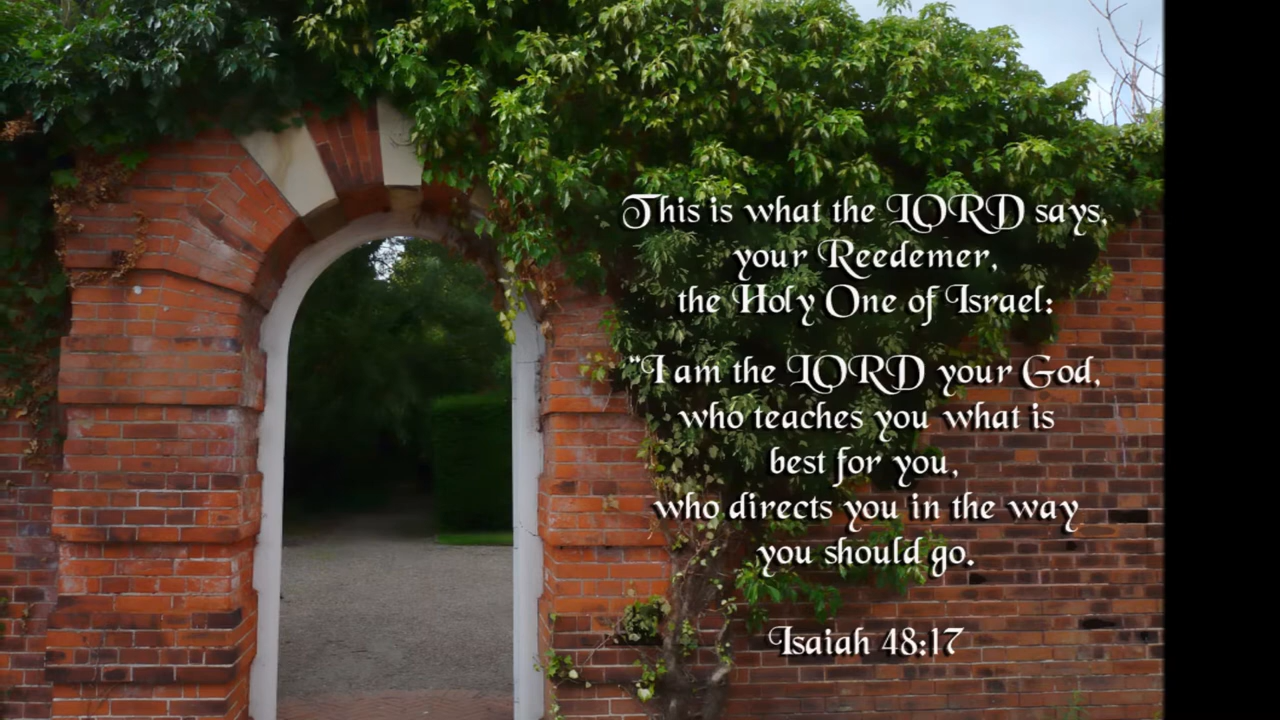 This is what the LORD says,
your Reedemer,
the Holy One of Israel:
“I am the LORD your God,
who teaches you what is
best for you,
who directs you in the way
you should go.
Isaiah 48:17